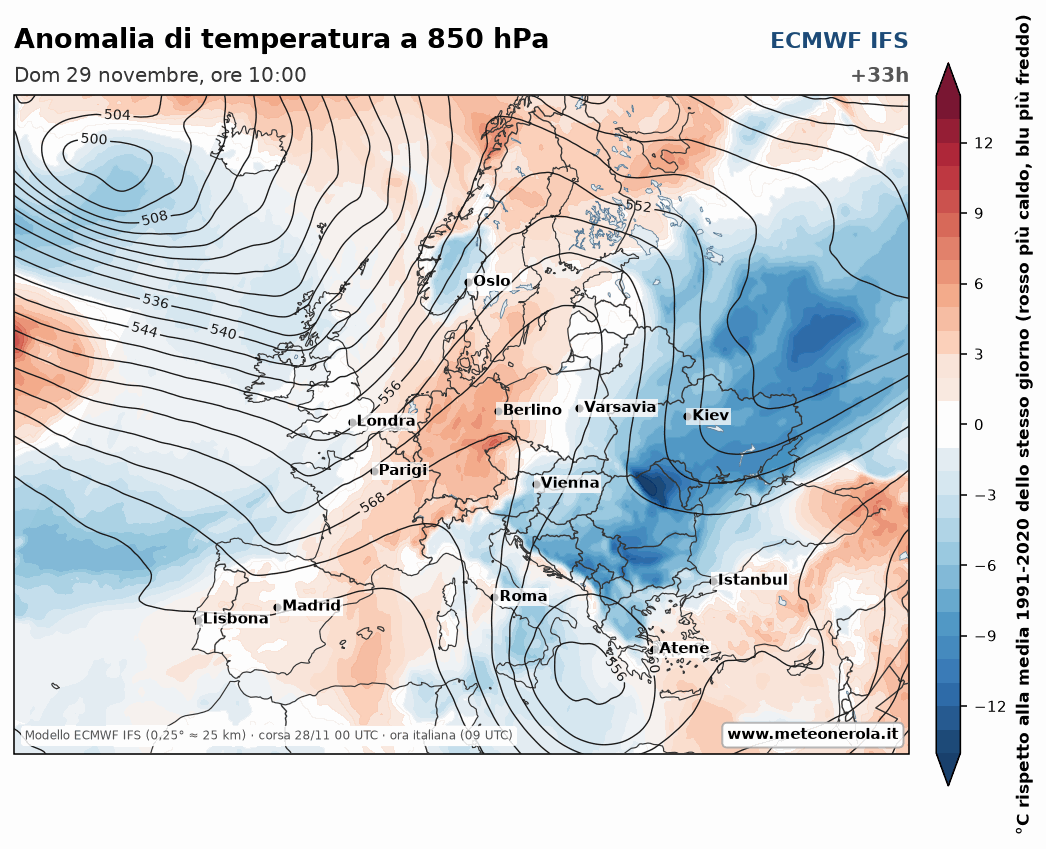 Anomalia di temperatura a 850 hPa
ECMWF IFS
Dom 29 novembre, ore 10:00
+33h
504
500
508
552
Oslo
536
544
540
556
Berlino
Varsavia
Kiev
Londra
Parigi
Vienna
568
Istanbul
Roma
Madrid
Lisbona
Atene
556
Modello ECMWF IFS (0,25° ≈ 25 km) · corsa 28/11 00 UTC · ora italiana (09 UTC)
www.meteonerola.it
12
9
6
3
0
−3
−6
−9
−12
°C rispetto alla media 1991-2020 dello stesso giorno (rosso più caldo, blu più freddo)